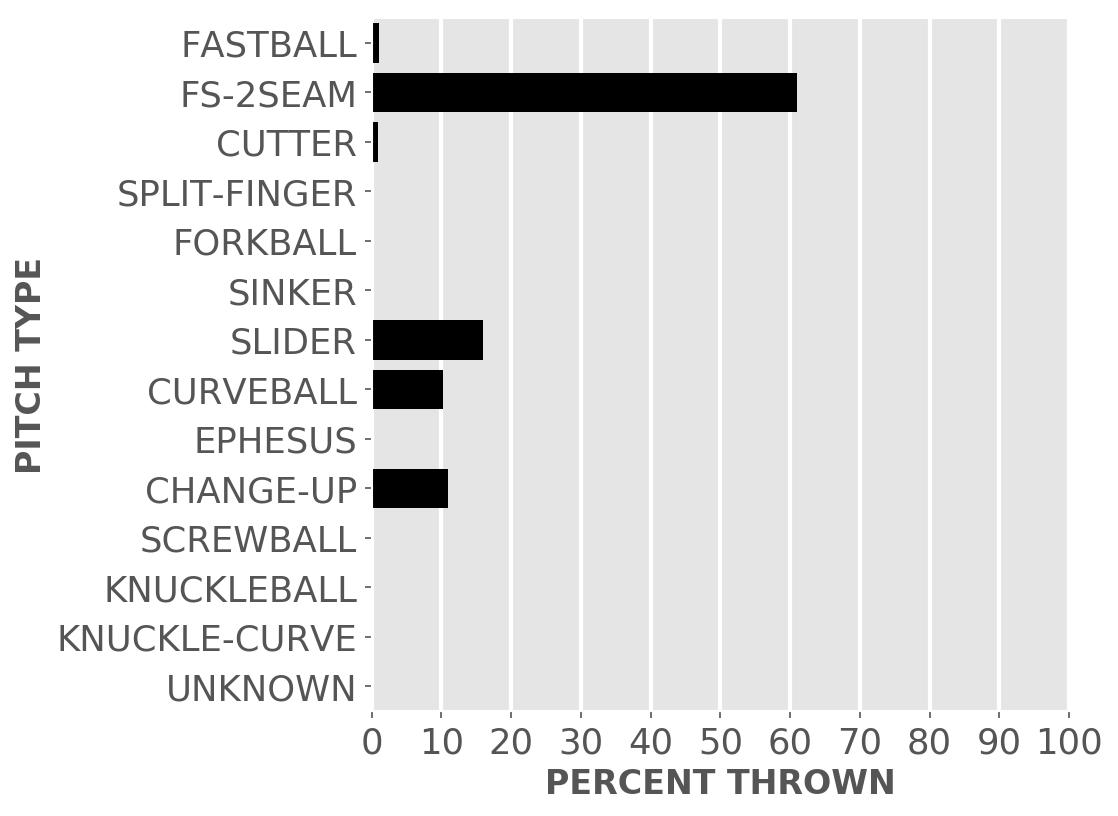 FASTBALL
FS-2SEAM
CUTTER
SPLIT-FINGER
FORKBALL
SINKER
SLIDER
CURVEBALL
EPHESUS
CHANGE-UP
SCREWBALL
KNUCKLEBALL
KNUCKLE-CURVE
UNKNOWN
PITCH TYPE
0 10 20 30 40 50 60 70 80 90 100
PERCENT THROWN